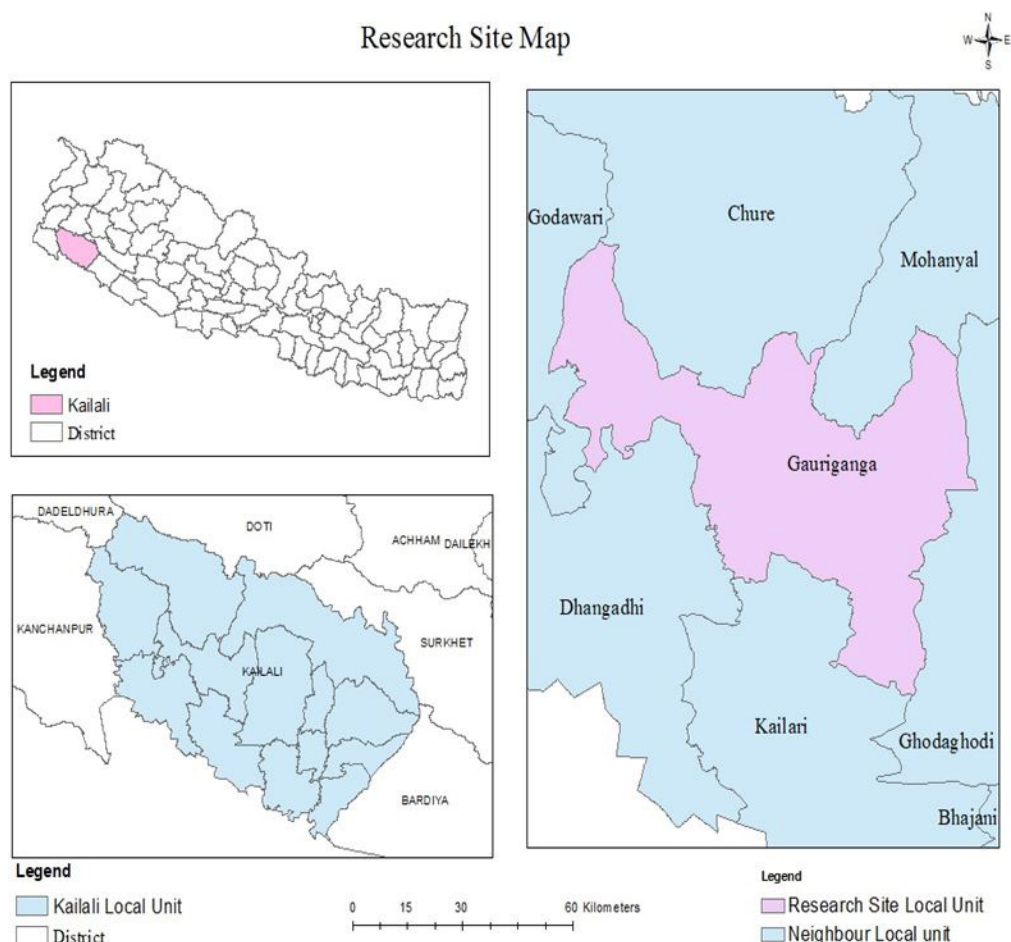 Research Site Map
N
W E
S
Legend
Kailali
District
Godawari
Chure
Mohanyal
Gauriganga
Dhangadhi
Kailari
Ghodaghodi
Bhajani
DADELDHURA
DOTI
ACHHAM
DAILEKH
KANCHANPUR
SURKHET
KAILALI
BARDIYA
Legend
Kailali Local Unit
District
0 15 30 60 Kilometers
Legend
Research Site Local Unit
Neighbour Local unit